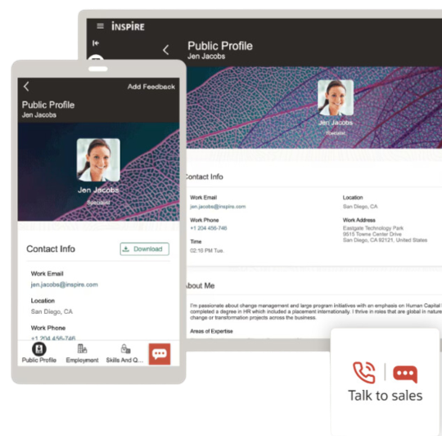 iNSPİRE
Public Profile
Jen Jacobs
Jen Jacobs
Specialist
Contact Info
Work Email
jen.jacobs@inspire.com
Work Phone
+1 204 495-746
Time
02:15 PM Tue
Location
San Diego, CA
Work Address
Eastgate Technology Park
9515 Towne Center Drive
San Diego, CA 92121, United States
About Me
I'm passionate about change management and large program initiatives with an emphasis on Human Capital
completed a degree in HR which included a placement internationally. I thrive in roles that are global in nature
change or transformation projects across the business.
Areas of Expertise
Add Feedback
Public Profile
Jen Jacobs
Jen Jacobs
Specialist
Contact Info
Download
Work Email
jen.jacobs@inspire.com
Location
San Diego, CA
Work Phone
+1 204 495-746
Public Profile
Employment
Skills And Q...
Talk to sales